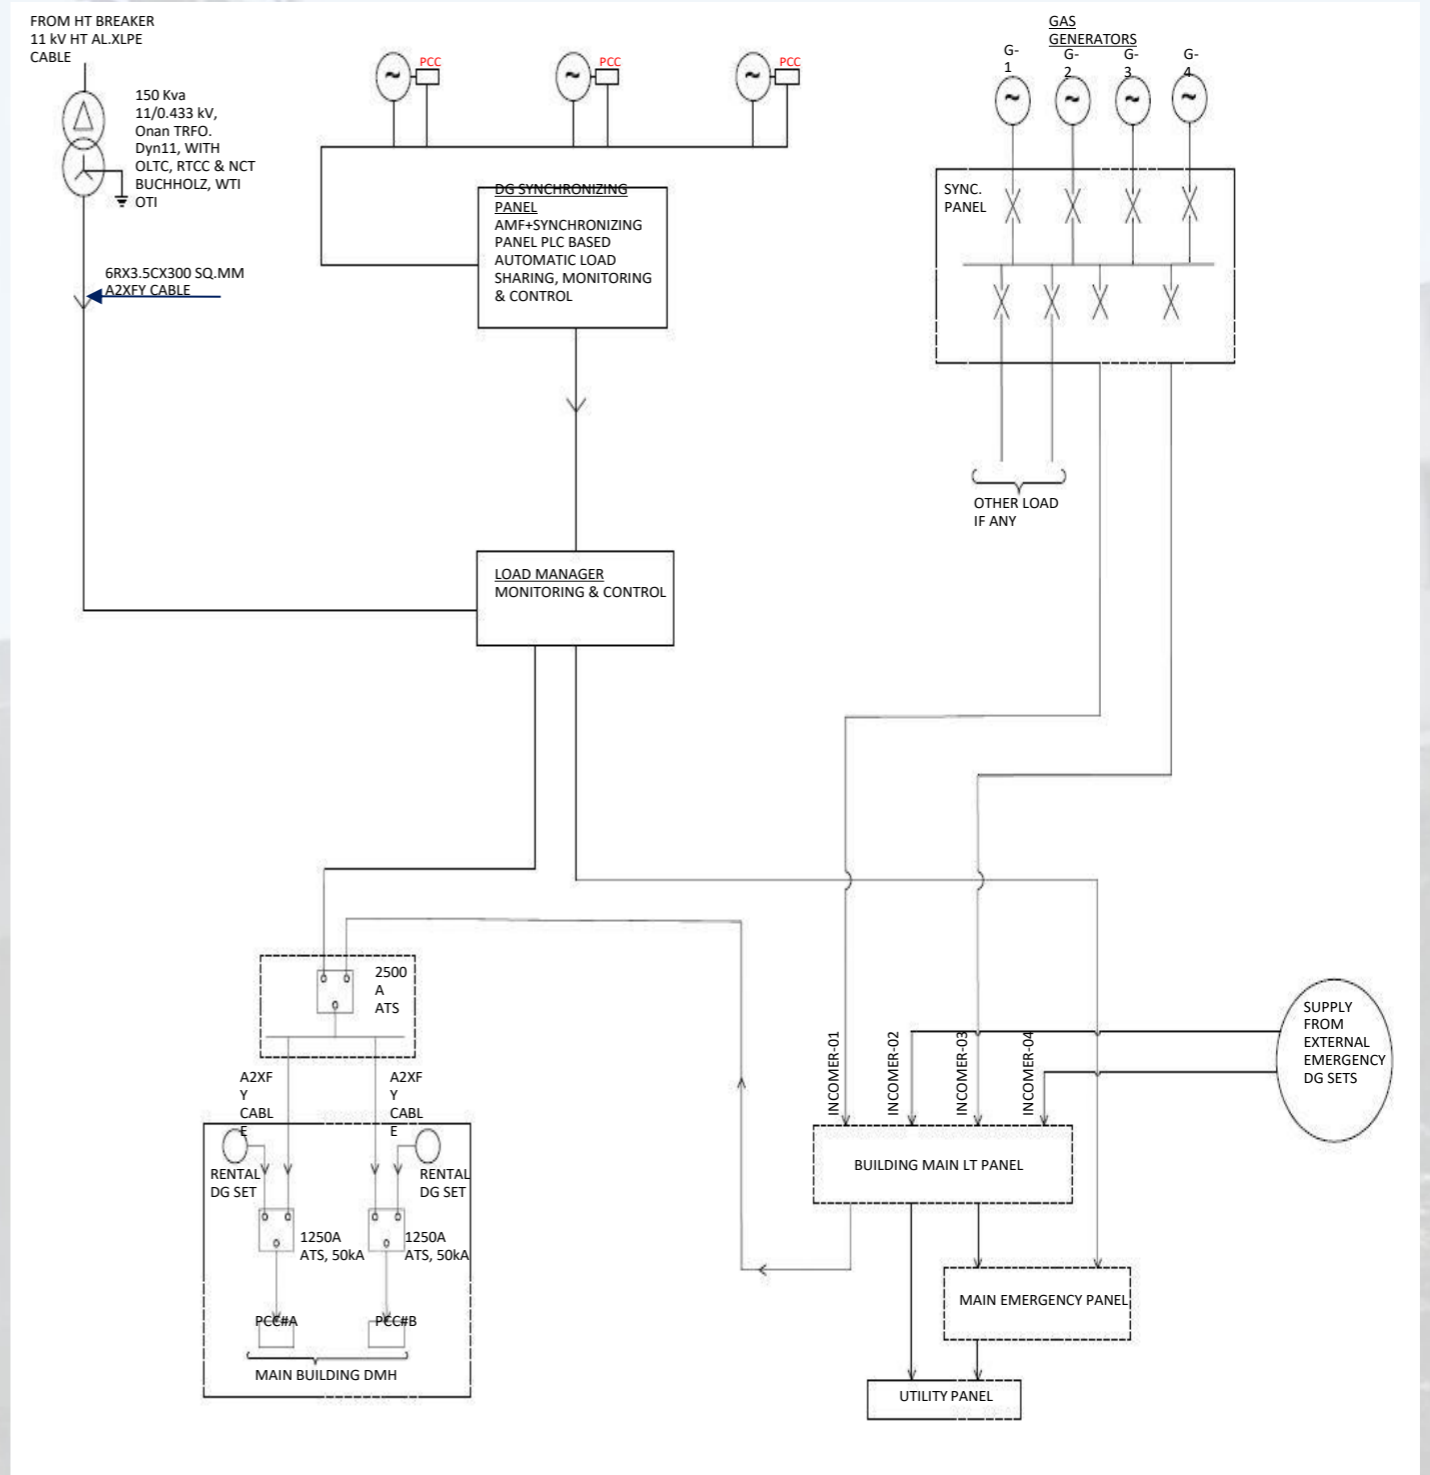 FROM HT BREAKER
11 kV HT AL.XLPE
CABLE
150 Kva
11/0.433 kV,
Onan TRFO.
Dyn11, WITH
OLTC, RTCC & NCT
BUCHHOLZ, WTI
OTI
6RX3.5CX300 SQ.MM
A2XFY CABLE
PCC
PCC
PCC
DG SYNCHRONIZING
PANEL
AMF+SYNCHRONIZING
PANEL PLC BASED
AUTOMATIC LOAD
SHARING, MONITORING
& CONTROL
GAS
GENERATORS
G-
1
G-
2
G-
3
G-
4
SYNC.
PANEL
OTHER LOAD
IF ANY
LOAD MANAGER
MONITORING & CONTROL
2500
A
ATS
A2XF
Y
CABL
E
A2XF
Y
CABL
E
RENTAL
DG SET
RENTAL
DG SET
1250A
ATS, 50kA
1250A
ATS, 50kA
PCC#A
PCC#B
MAIN BUILDING DMH
INCOMER-01
INCOMER-02
INCOMER-03
INCOMER-04
SUPPLY
FROM
EXTERNAL
EMERGENCY
DG SETS
BUILDING MAIN LT PANEL
MAIN EMERGENCY PANEL
UTILITY PANEL